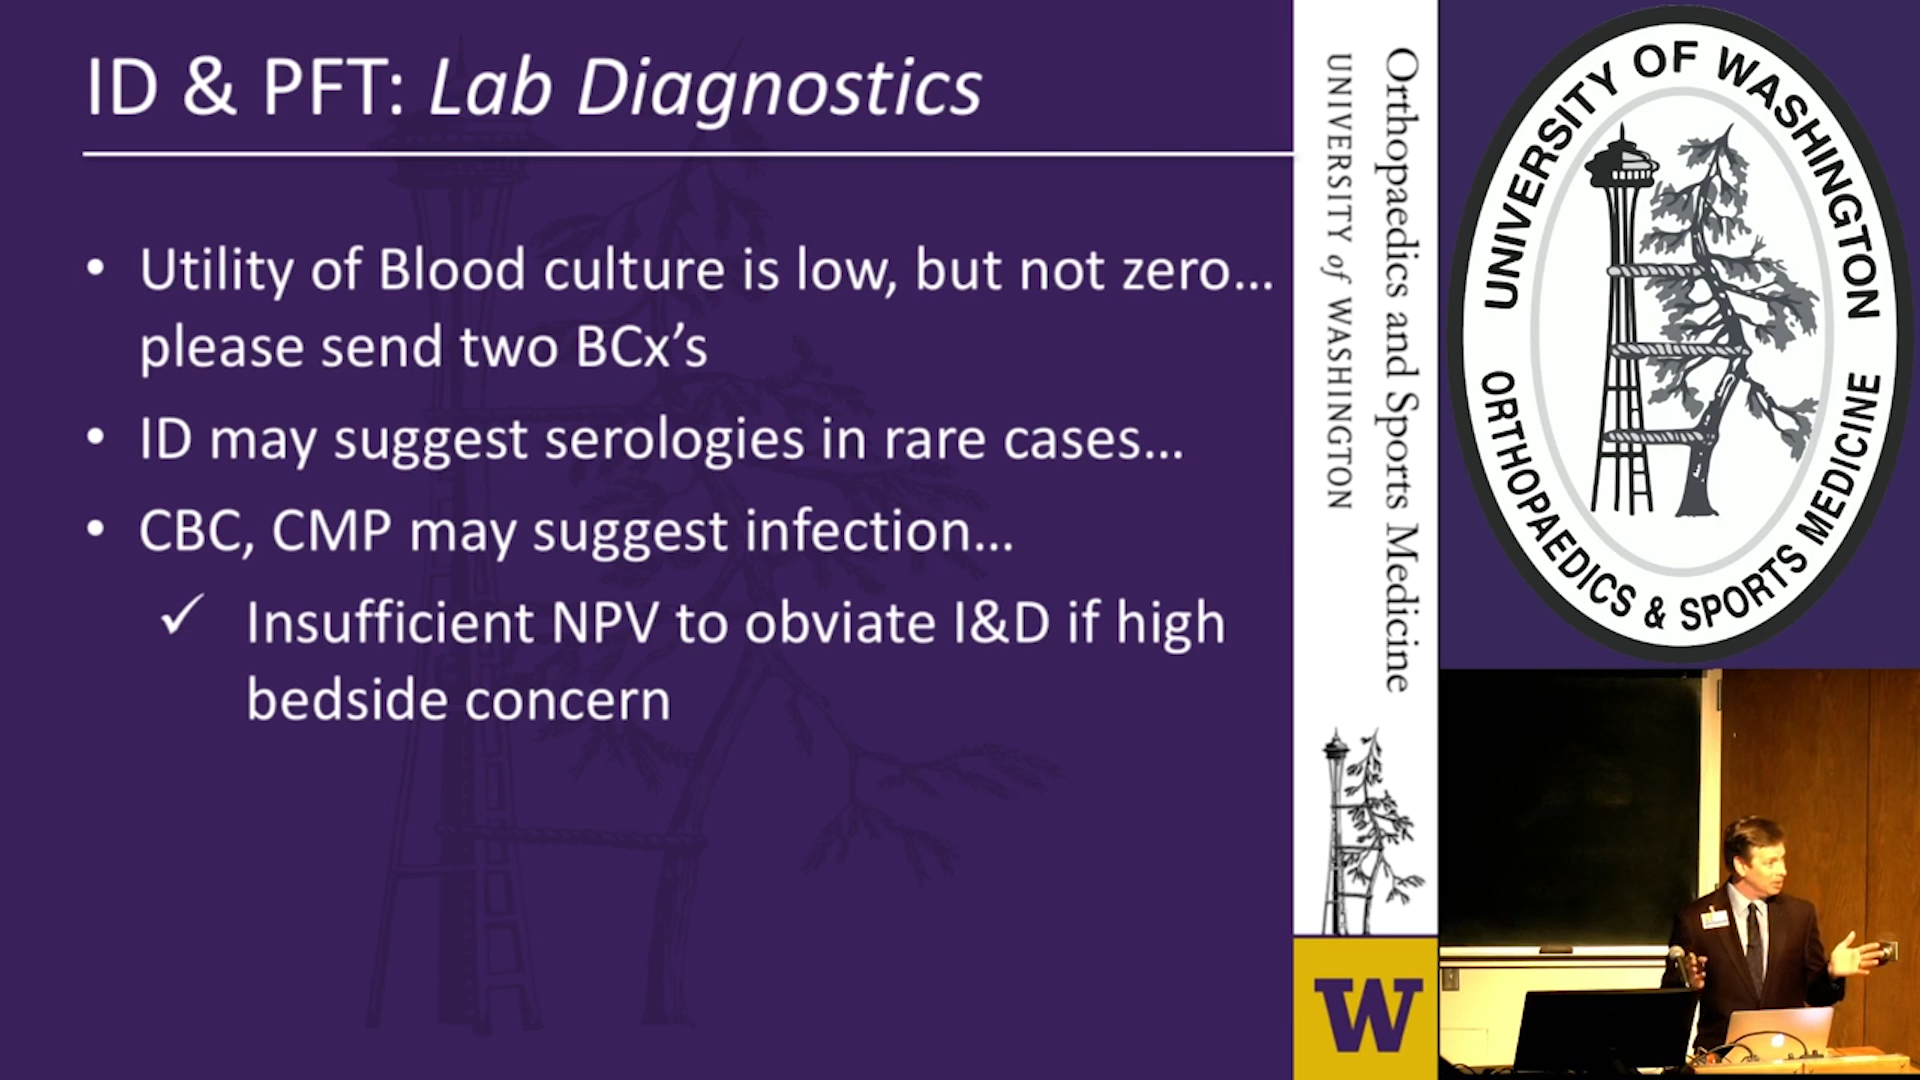 ID & PFT: Lab Diagnostics
• Utility of Blood culture is low, but not zero...
please send two BCx's
• ID may suggest serologies in rare cases...
• CBC, CMP may suggest infection...
✓ Insufficient NPV to obviate I&D if high
bedside concern
Orthopaedics and Sports Medicine
UNIVERSITY of WASHINGTON
W
UNIVERSITY OF WASHINGTON
ORTHOPAEDICS & SPORTS MEDICINE